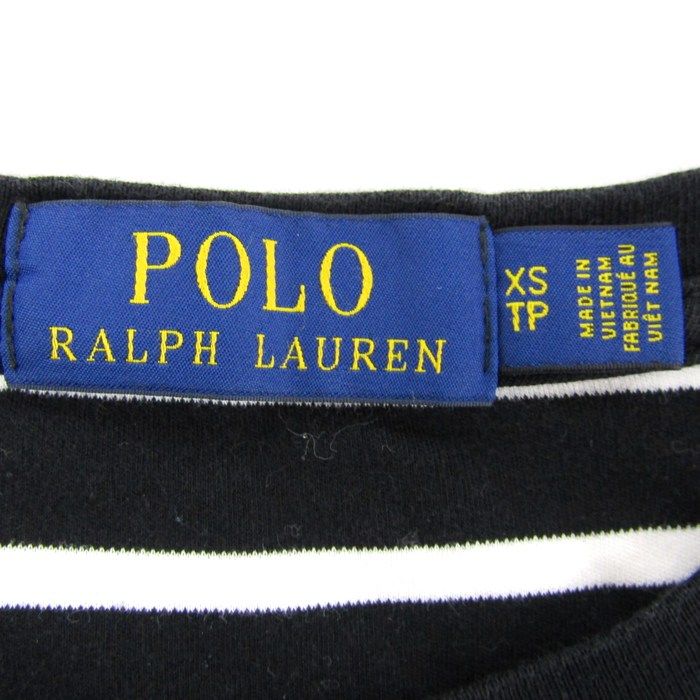 POLO
RALPH LAUREN
XS
TP
MADE IN
VIETNAM
FABRIQUÉ AU
VIÊT NAM